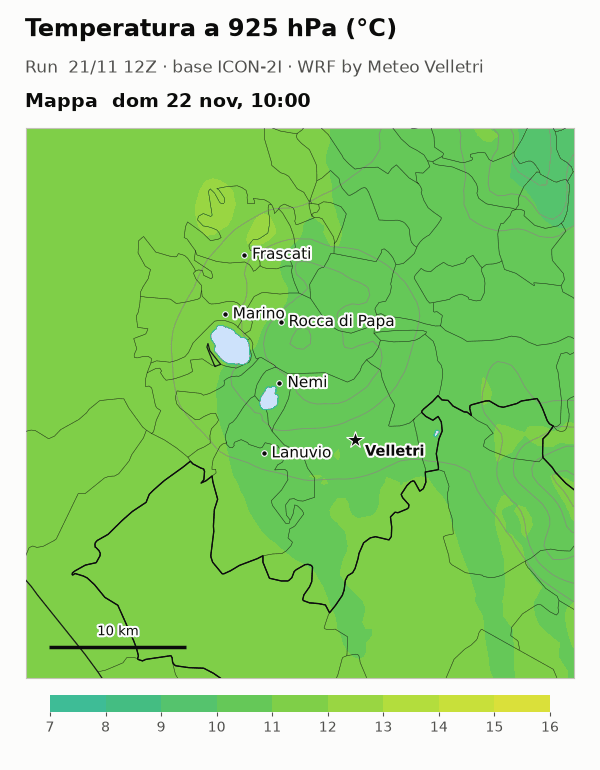 Temperatura a 925 hPa (°C)
Run 21/11 12Z · base ICON-2I · WRF by Meteo Velletri
Mappa dom 22 nov, 10:00
Frascati
Marino
Rocca di Papa
Nemi
Velletri
Lanuvio
10 km
7 8 9 10 11 12 13 14 15 16